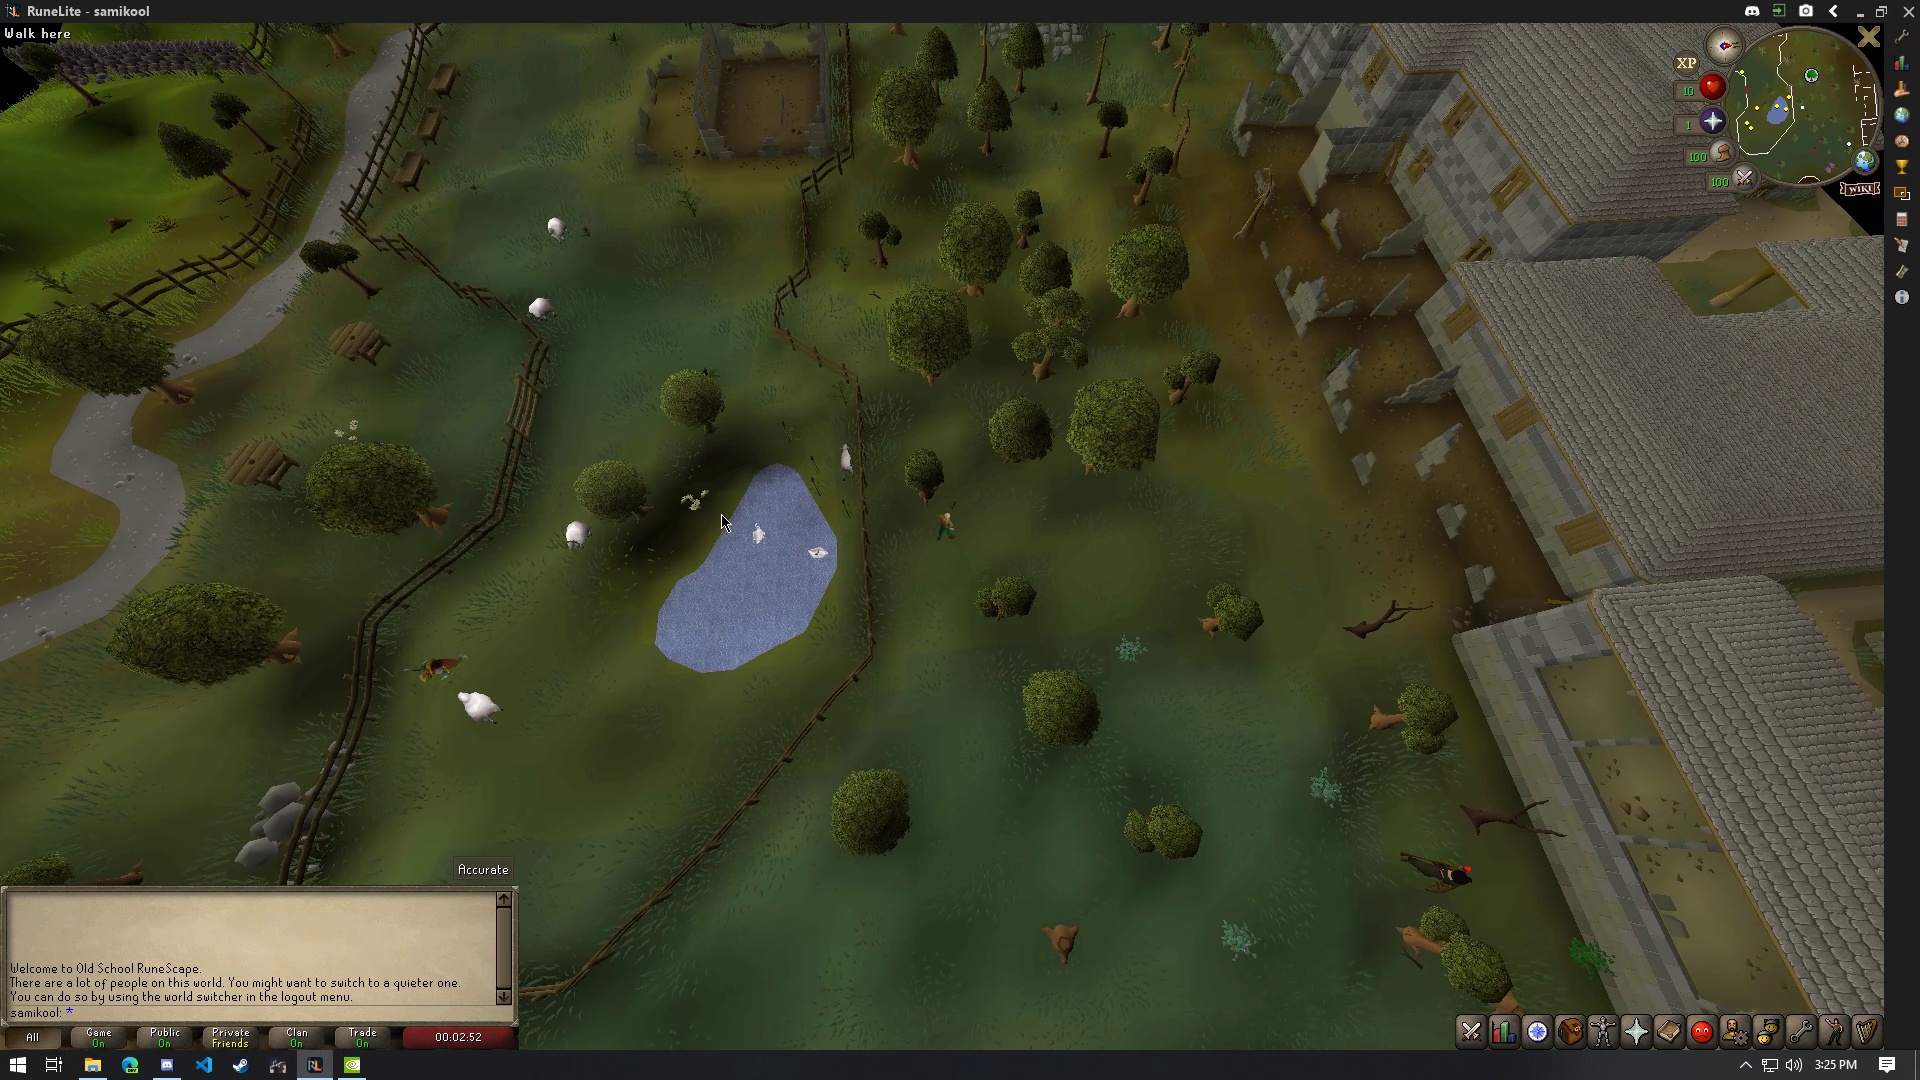 RuneLite - samikool
Walk here
XP
10
1
100
100
WIKI
Accurate
Welcome to Old School RuneScape.
There are a lot of people on this world. You might want to switch to a quieter one.
You can do so by using the world switcher in the logout menu.
samikool: *
All
Game
On
Public
On
Private
Friends
Clan
On
Trade
On
00:02:52
3:25 PM